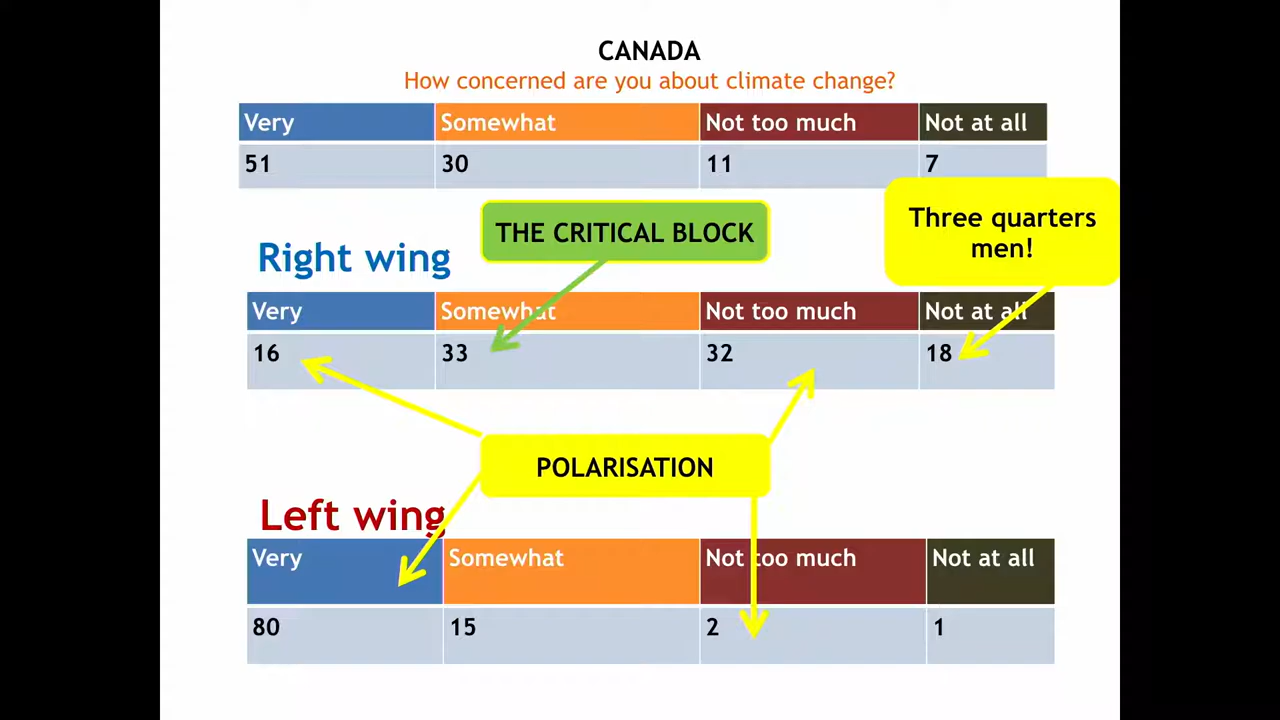 CANADA
How concerned are you about climate change?
Very Somewhat Not too much Not at all
51 30 11 7
Three quarters
men!
THE CRITICAL BLOCK
Right wing
Very Somewhat Not too much Not at all
16 33 32 18
POLARISATION
Left wing
Very Somewhat Not too much Not at all
80 15 2 1